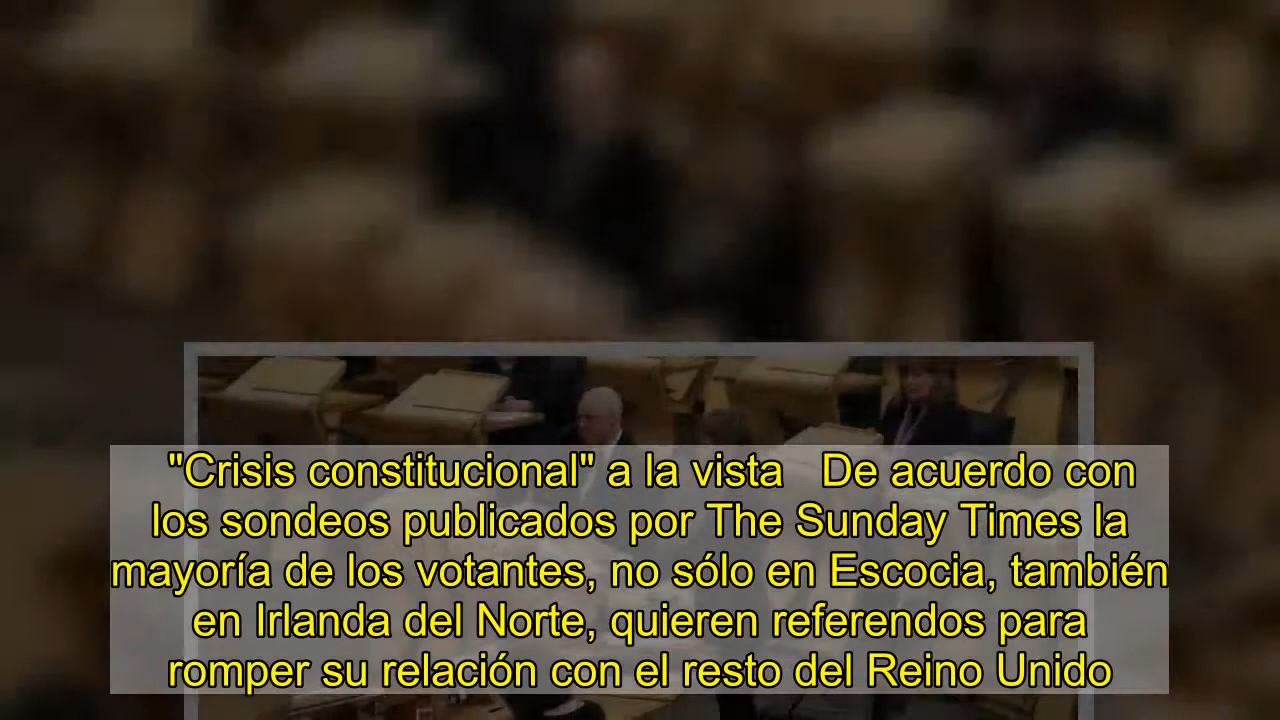 "Crisis constitucional" a la vista   De acuerdo con
los sondeos publicados por The Sunday Times la
mayoría de los votantes, no sólo en Escocia, también
en Irlanda del Norte, quieren referendos para
romper su relación con el resto del Reino Unido